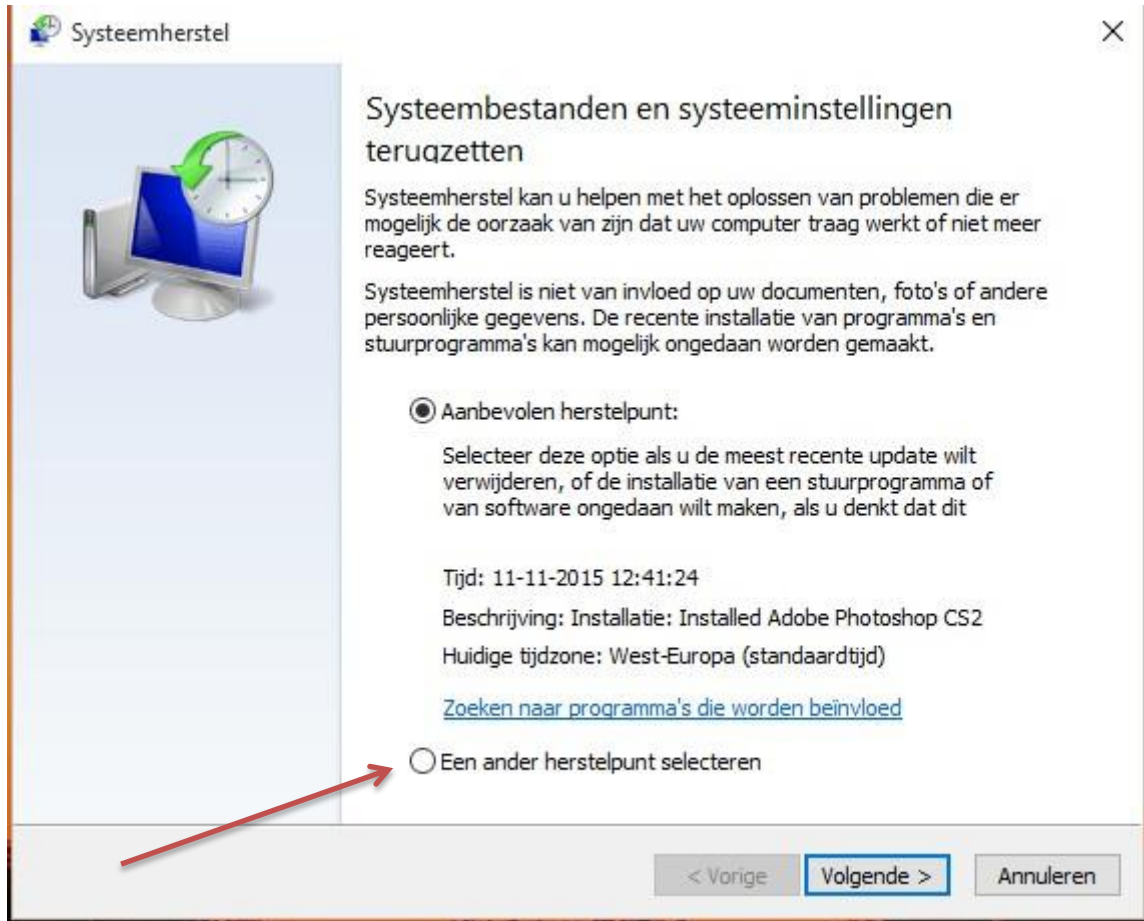 Systeemherstel
Systeembestanden en systeeminstellingen
terugzetten
Systeemherstel kan u helpen met het oplossen van problemen die er
mogelijk de oorzaak van zijn dat uw computer traag werkt of niet meer
reageert.
Systeemherstel is niet van invloed op uw documenten, foto's of andere
persoonlijke gegevens. De recente installatie van programma's en
stuurprogramma's kan mogelijk ongedaan worden gemaakt.
Aanbevolen herstelpunt:
Selecteer deze optie als u de meest recente update wilt
verwijderen, of de installatie van een stuurprogramma of
van software ongedaan wilt maken, als u denkt dat dit
Tijd: 11-11-2015 12:41:24
Beschrijving: Installatie: Installed Adobe Photoshop CS2
Huidige tijdzone: West-Europa (standaardtijd)
Zoeken naar programma's die worden beïnvloed
Een ander herstelpunt selecteren
< Vorige Volgende > Annuleren